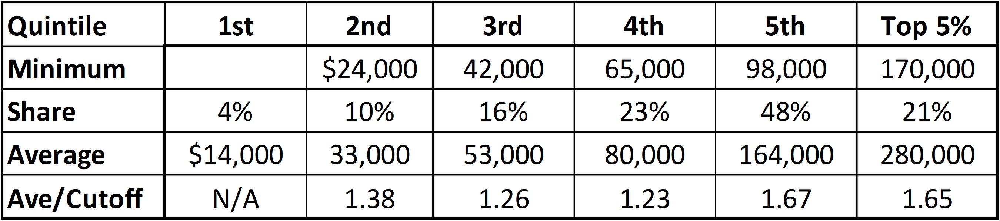 Quintile 1st 2nd 3rd 4th 5th Top 5%
Minimum $24,000 42,000 65,000 98,000 170,000
Share 4% 10% 16% 23% 48% 21%
Average $14,000 33,000 53,000 80,000 164,000 280,000
Ave/Cutoff N/A 1.38 1.26 1.23 1.67 1.65